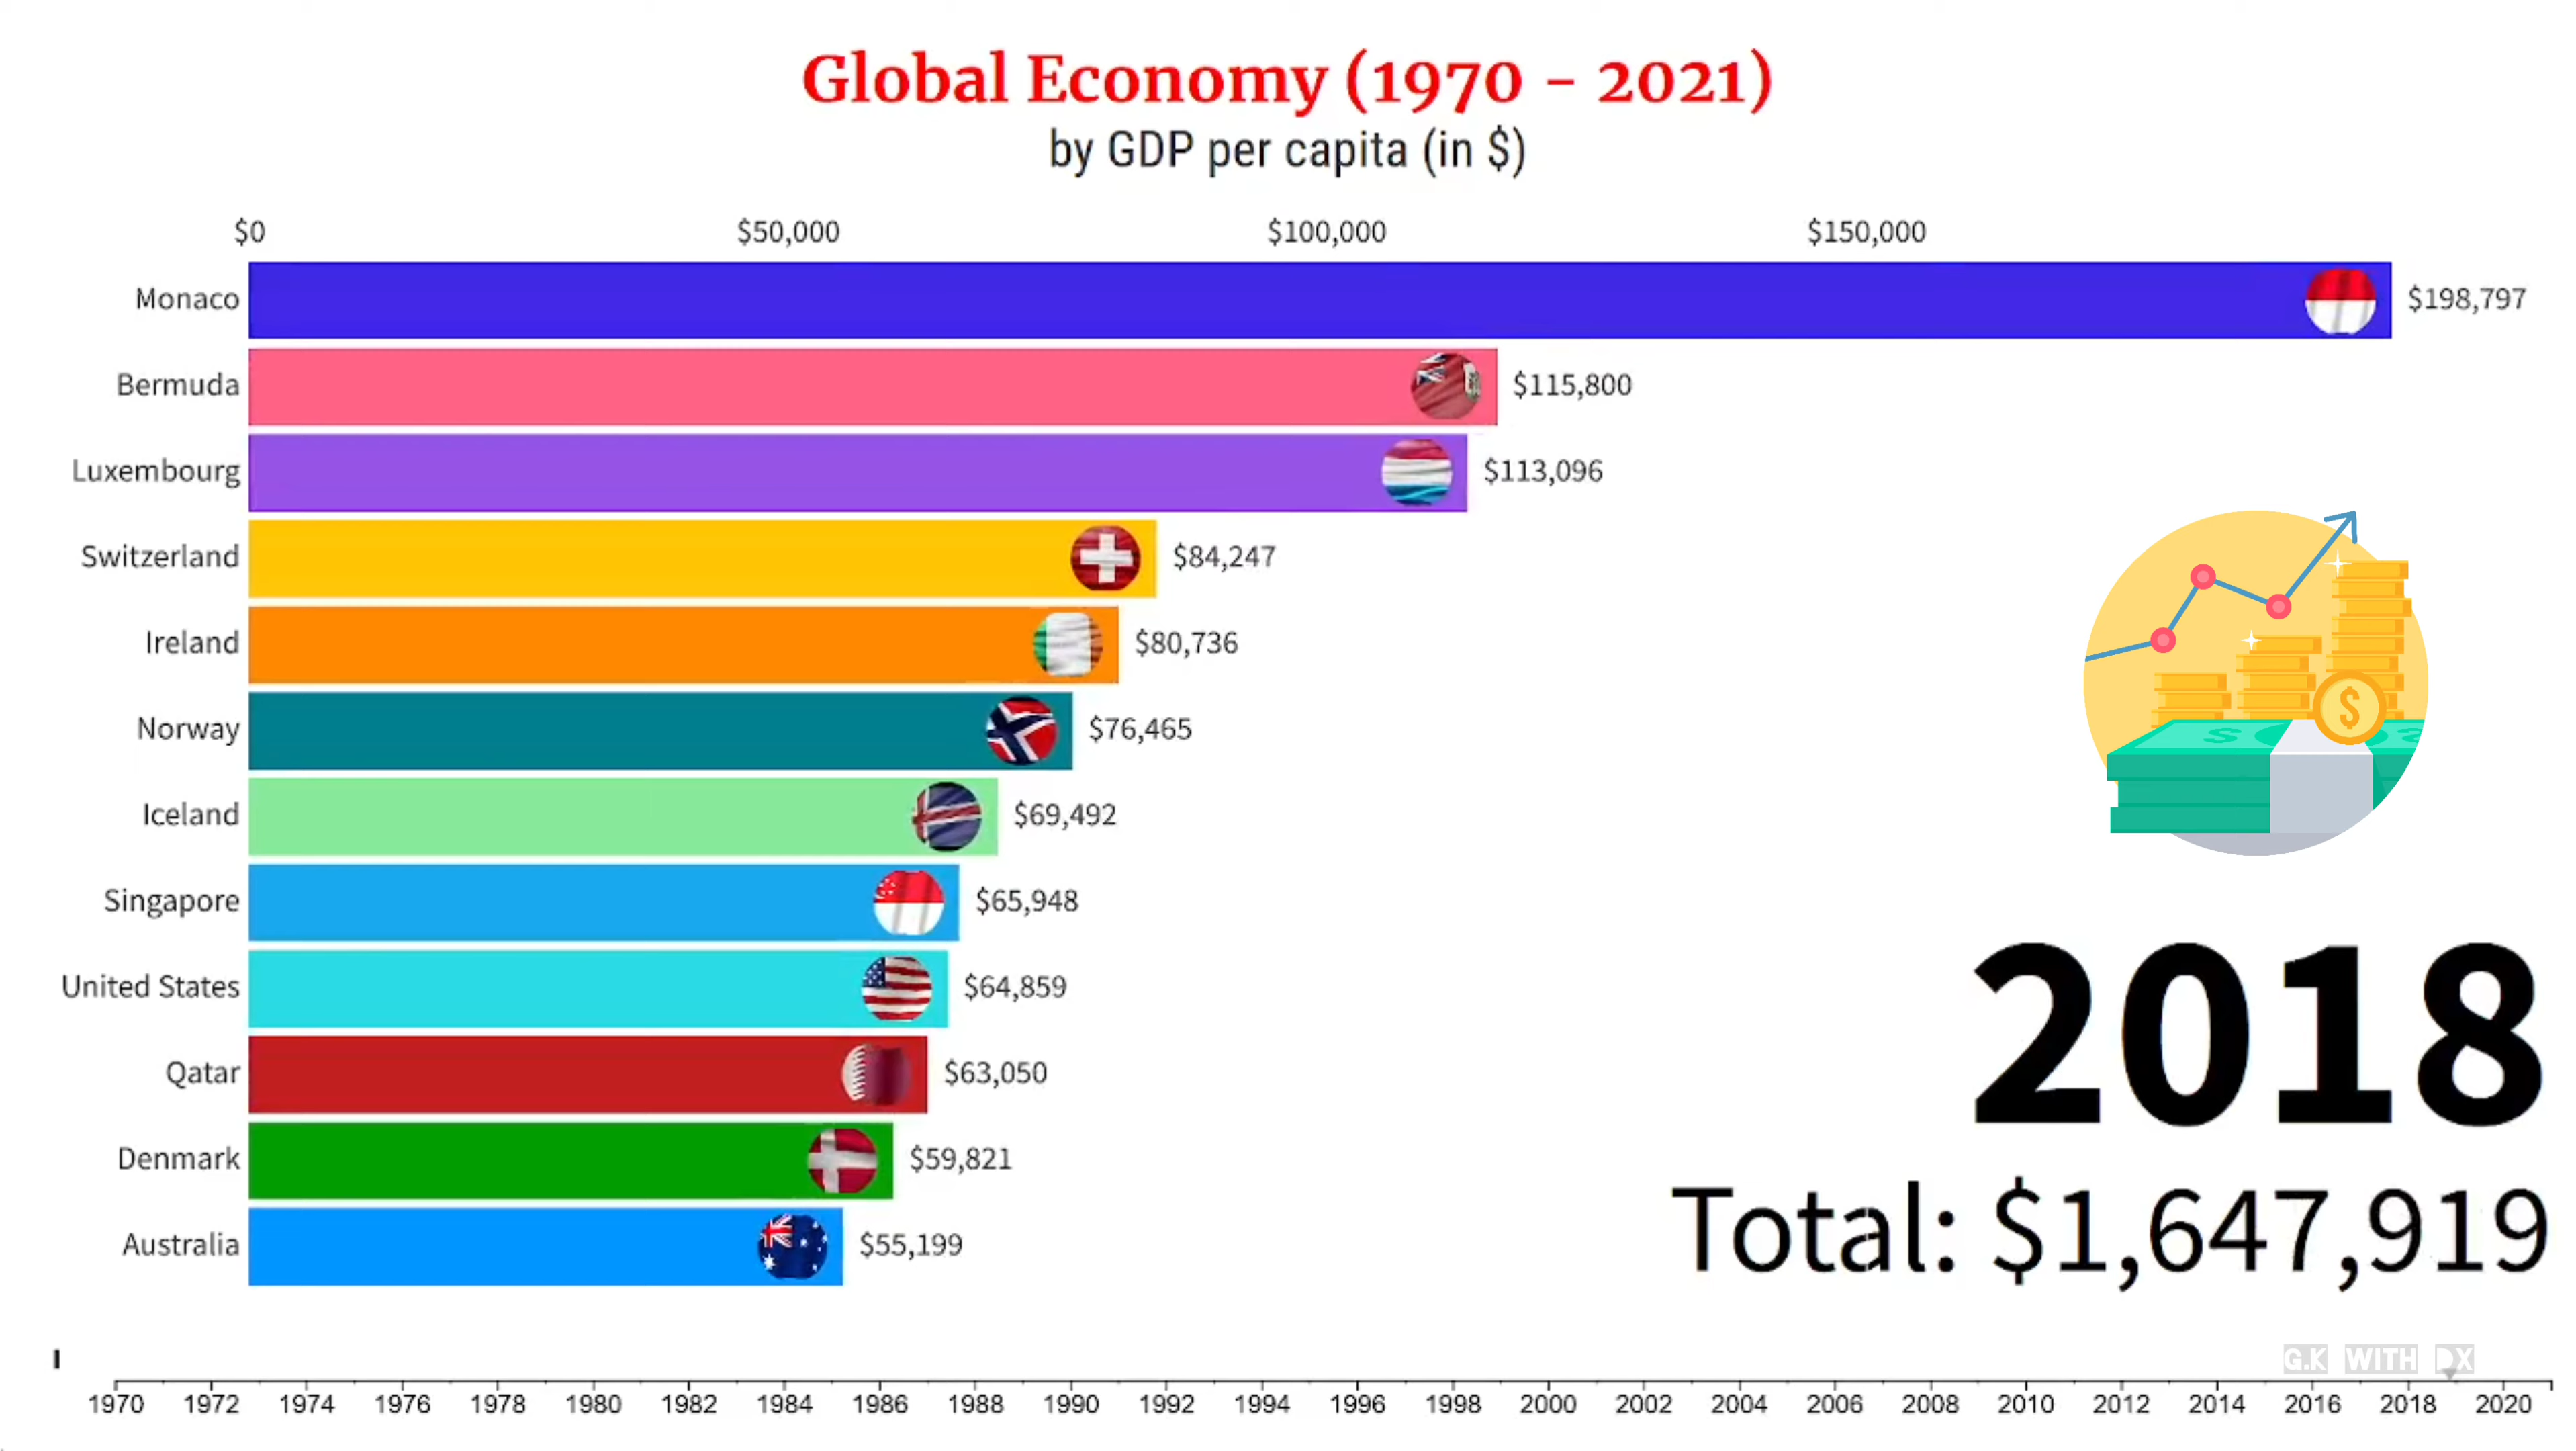 Global Economy (1970 - 2021)
by GDP per capita (in $)
$0 $50,000 $100,000 $150,000
Monaco $198,797
Bermuda $115,800
Luxembourg $113,096
Switzerland $84,247
Ireland $80,736
Norway $76,465
Iceland $69,492
Singapore $65,948
United States $64,859
Qatar $63,050
Denmark $59,821
Australia $55,199
2018
Total: $1,647,919
G.K WITH DX
1970 1972 1974 1976 1978 1980 1982 1984 1986 1988 1990 1992 1994 1996 1998 2000 2002 2004 2006 2008 2010 2012 2014 2016 2018 2020